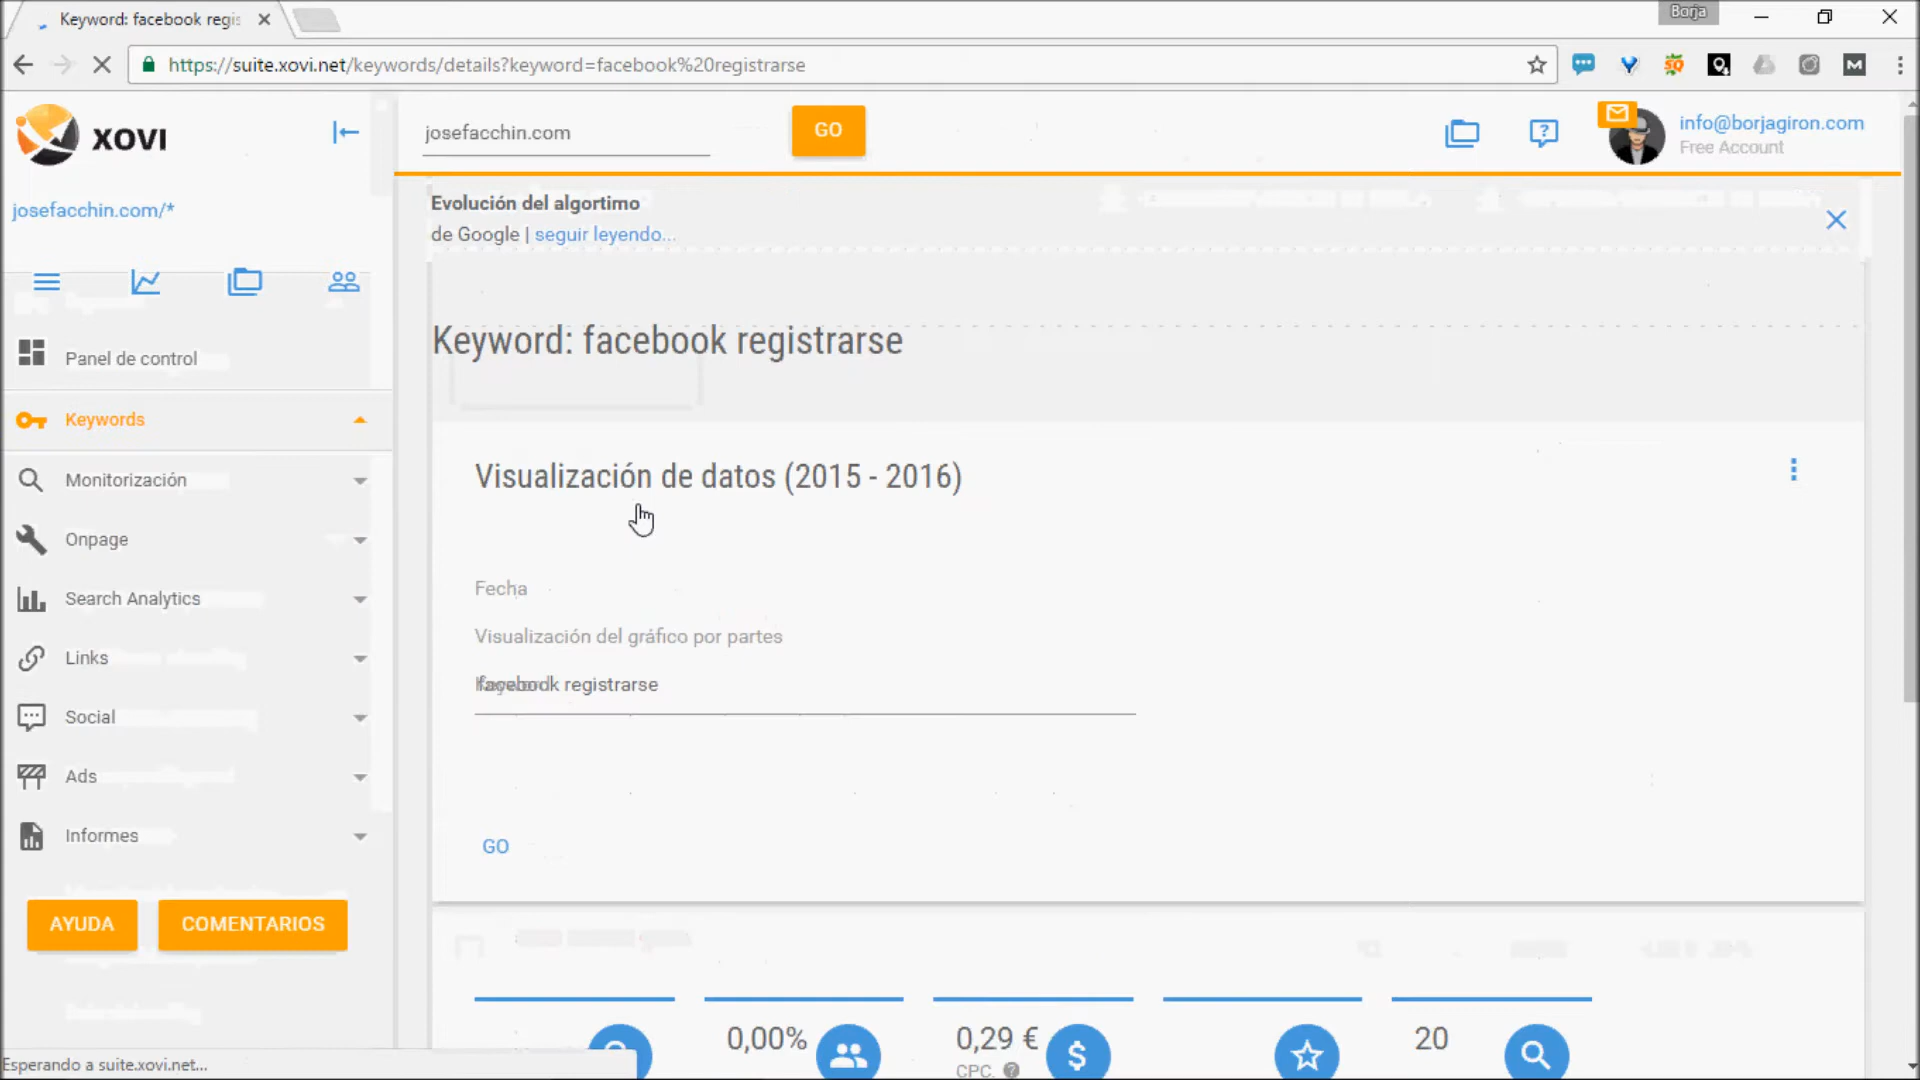 Keyword: facebook regis
Borja
https://suite.xovi.net/keywords/details?keyword=facebook%20registrarse
XOVI
josefacchin.com
GO
info@borjagiron.com
Free Account
josefacchin.com/*
Evolución del algortimo
de Google | seguir leyendo...
Keyword: facebook registrarse
Panel de control
Keywords
Monitorización
Onpage
Search Analytics
Links
Social
Ads
Informes
AYUDA
COMENTARIOS
Visualización de datos (2015 - 2016)
Fecha
Visualización del gráfico por partes
facebook registrarse
GO
0,00%
0,29 €
CPC.
20
Esperando a suite.xovi.net...